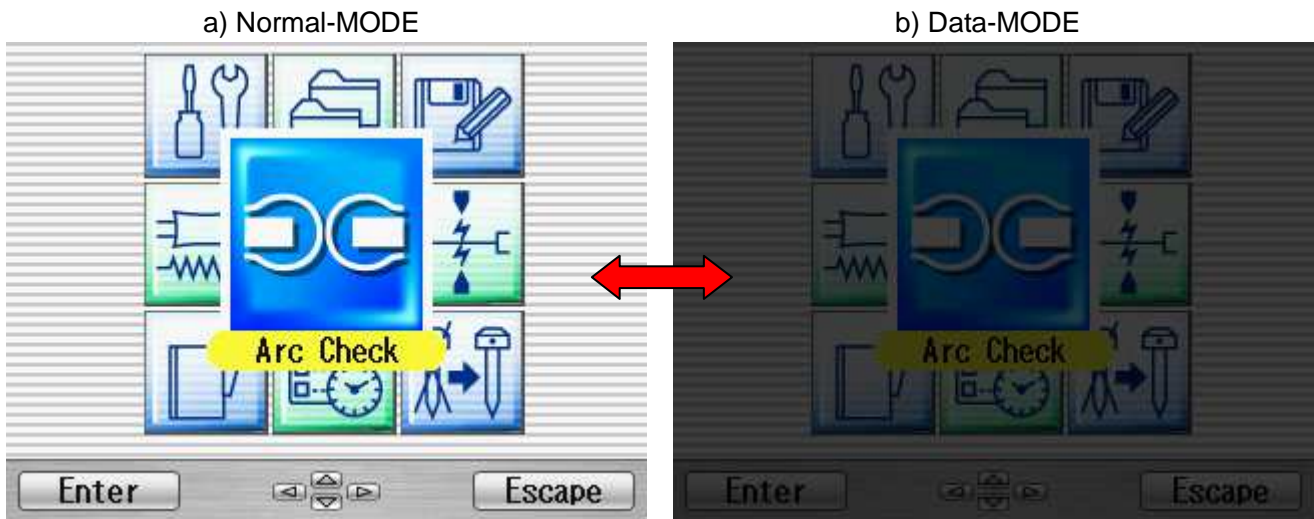 a) Normal-MODE
b) Data-MODE
Arc Check
Enter
Escape
Arc Check
Enter
Escape